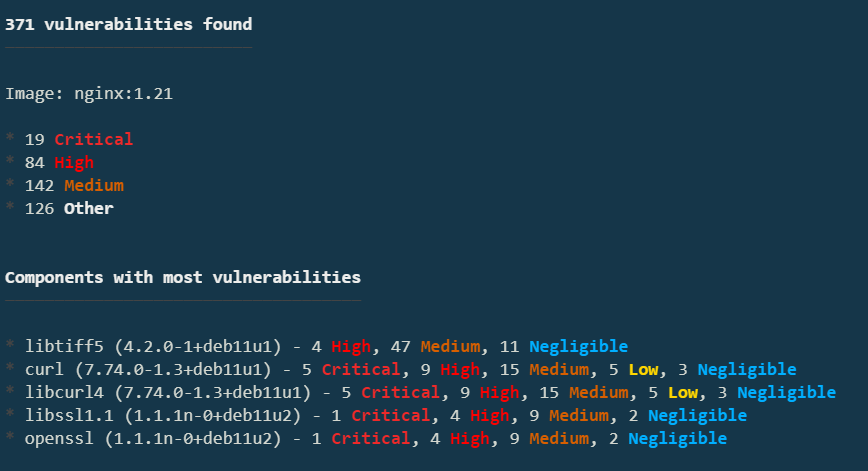 371 vulnerabilities found
Image: nginx:1.21
* 19 Critical
* 84 High
* 142 Medium
* 126 Other
Components with most vulnerabilities
* libtiff5 (4.2.0-1+deb11u1) - 4 High, 47 Medium, 11 Negligible
* curl (7.74.0-1.3+deb11u1) - 5 Critical, 9 High, 15 Medium, 5 Low, 3 Negligible
* libcurl4 (7.74.0-1.3+deb11u1) - 5 Critical, 9 High, 15 Medium, 5 Low, 3 Negligible
* libssl1.1 (1.1.1n-0+deb11u2) - 1 Critical, 4 High, 9 Medium, 2 Negligible
* openssl (1.1.1n-0+deb11u2) - 1 Critical, 4 High, 9 Medium, 2 Negligible